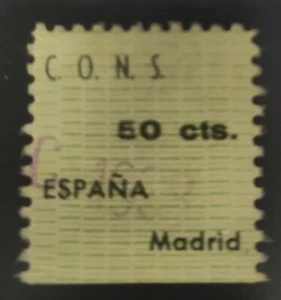 C. O. N. S.
50 cts.
ESPAÑA
Madrid